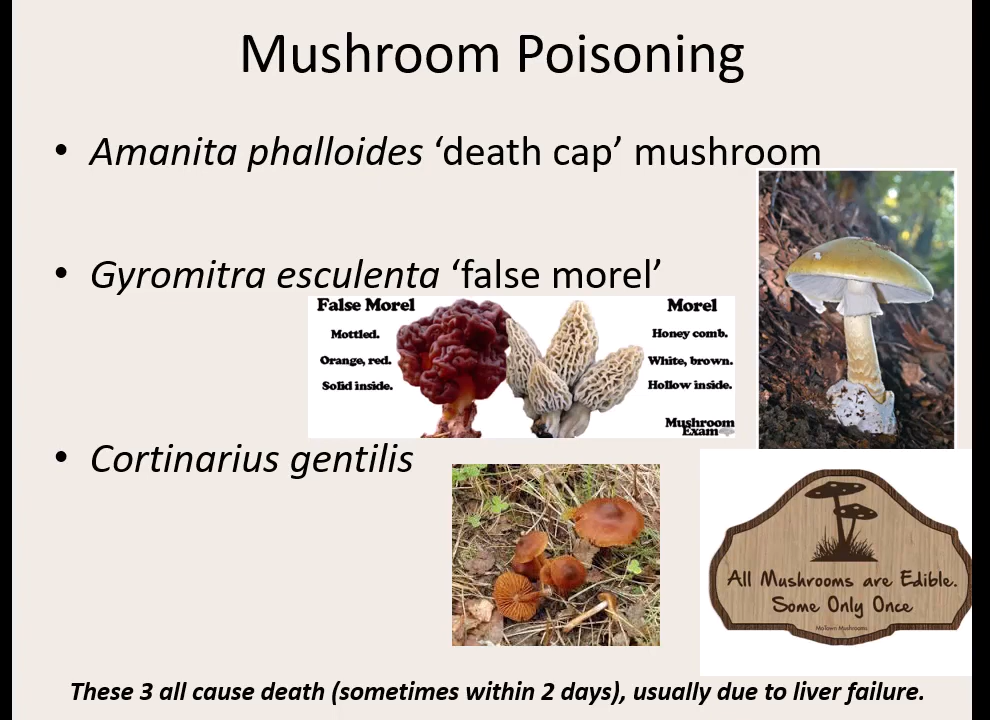 Mushroom Poisoning
• Amanita phalloides ‘death cap’ mushroom
• Gyromitra esculenta ‘false morel’
False Morel
Mottled.
Orange, red.
Solid inside.
Morel
Honey comb.
White, brown.
Hollow inside.
Mushroom
Exam
• Cortinarius gentilis
All Mushrooms are Edible.
Some Only Once
MoTown Mushrooms
These 3 all cause death (sometimes within 2 days), usually due to liver failure.